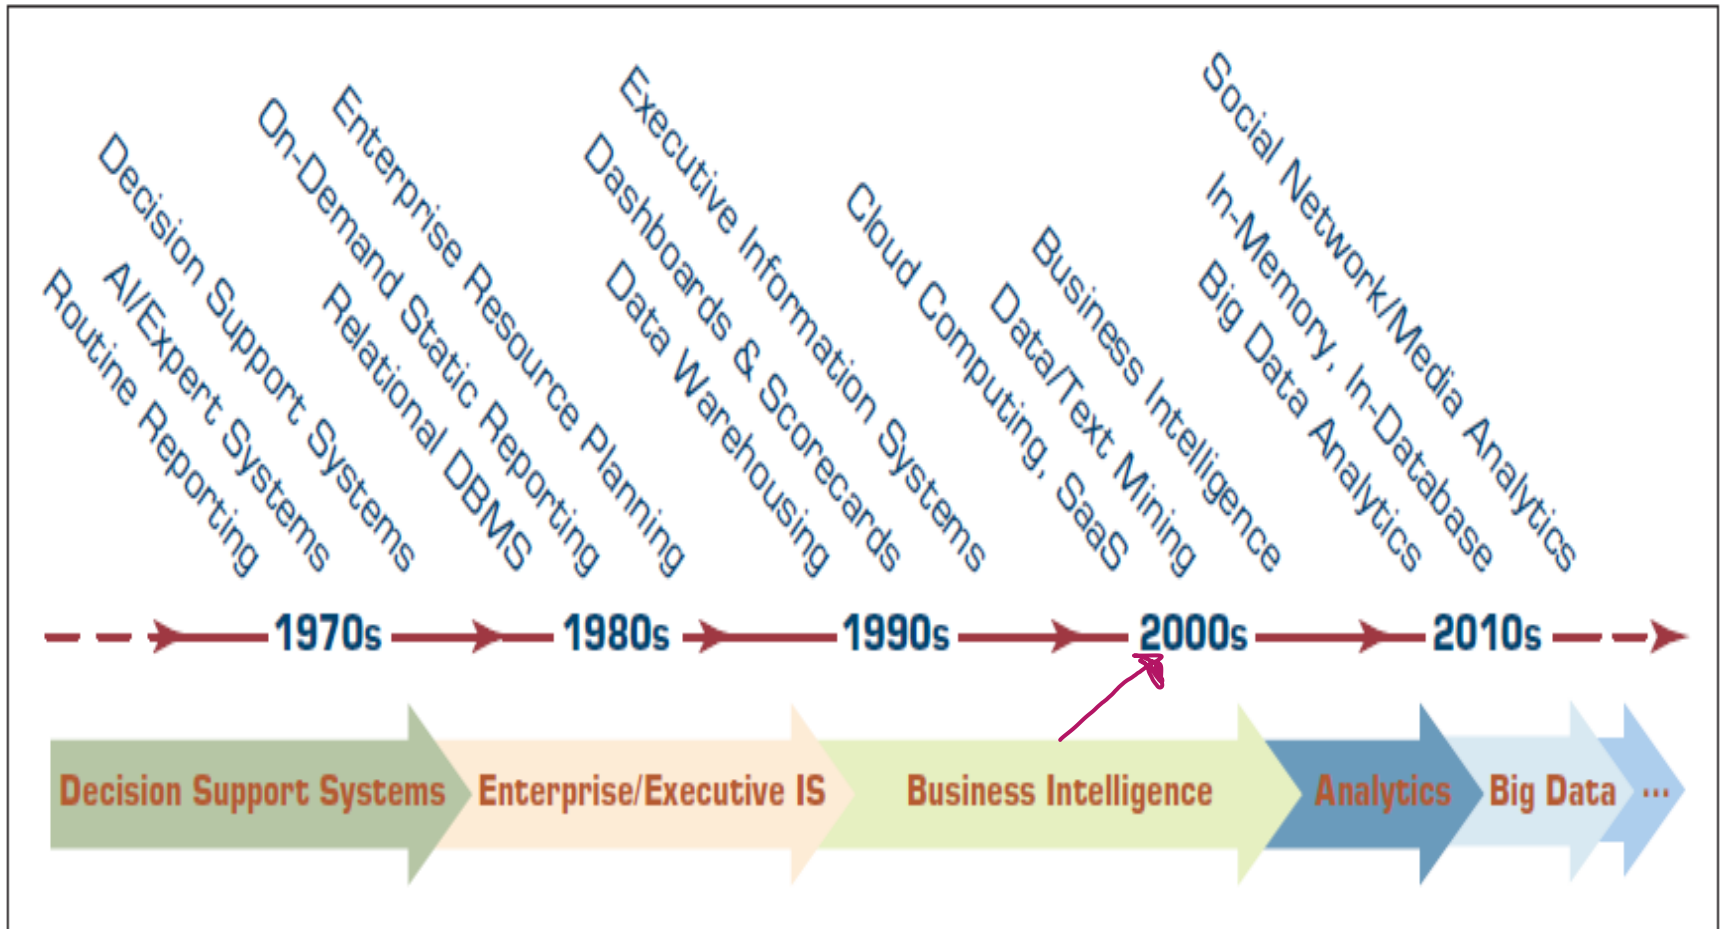 Routine Reporting
AI/Expert Systems
Decision Support Systems
Relational DBMS
On-Demand Static Reporting
Enterprise Resource Planning
Data Warehousing
Dashboards & Scorecards
Executive Information Systems
Cloud Computing, SaaS
Data/Text Mining
Business Intelligence
Big Data Analytics
In-Memory, In-Database
Social Network/Media Analytics
1970s 1980s 1990s 2000s 2010s
Decision Support Systems Enterprise/Executive IS Business Intelligence Analytics Big Data ...